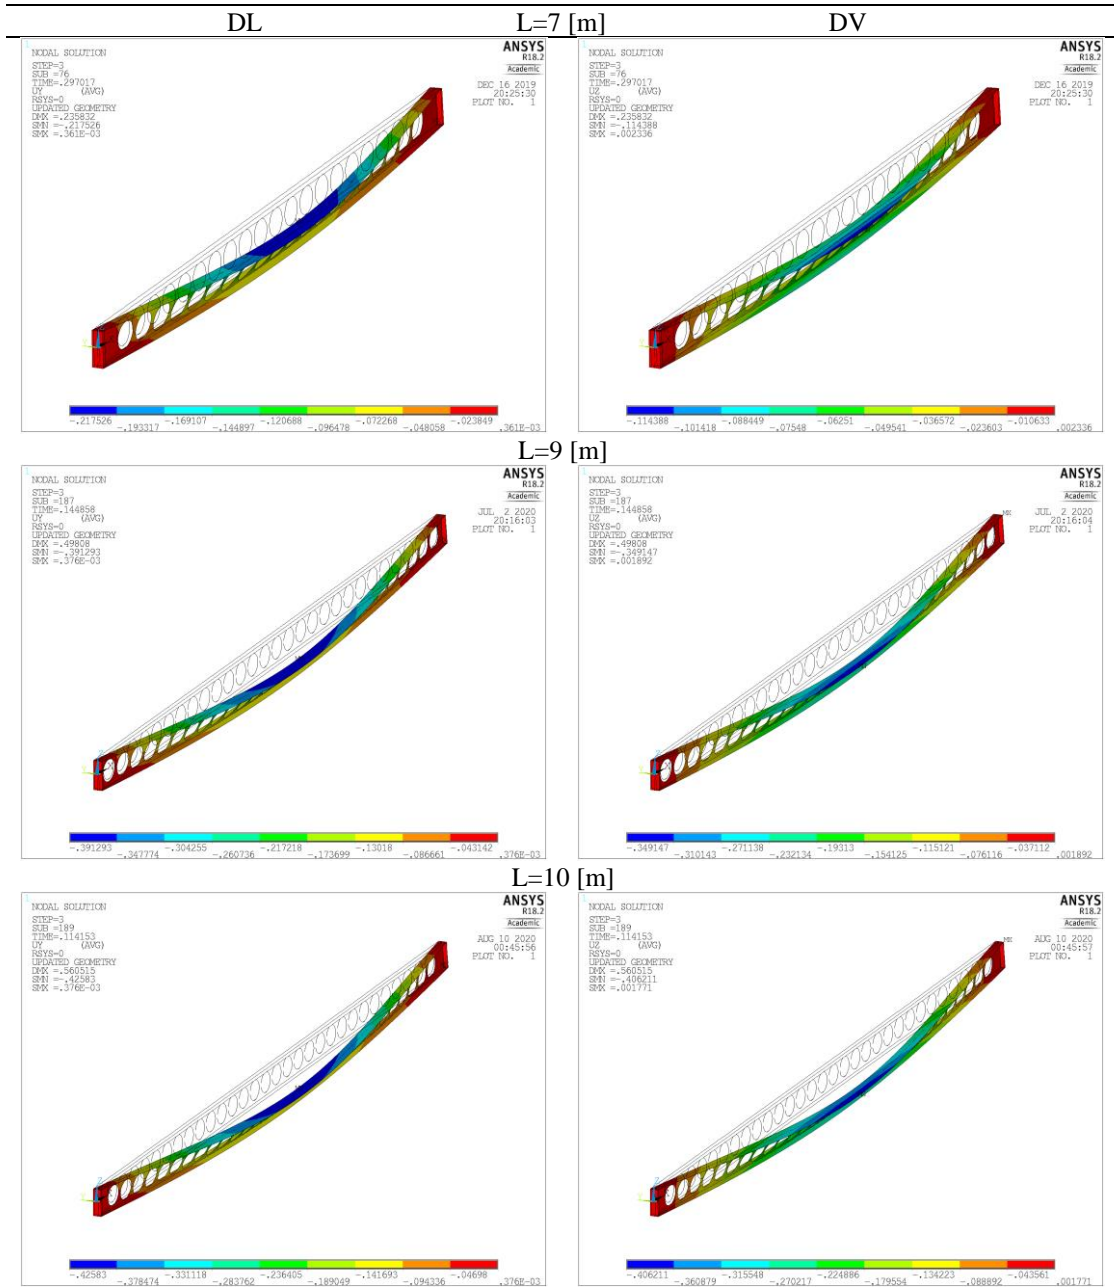 DL L=7 [m] DV
1
NODAL SOLUTION
STEP=3
SUB =76
TIME=.297017
UY (AVG)
RSYS=0
UPDATED GEOMETRY
DMX =.235832
SMN =-.217526
SMX =.361E-03
ANSYS
R18.2
Academic
DEC 16 2019
20:25:30
PLOT NO. 1
-.217526 -.169107 -.120688 -.072268 -.023849
-.193317 -.144897 -.096478 -.048058 .361E-03
1
NODAL SOLUTION
STEP=3
SUB =76
TIME=.297017
UZ (AVG)
RSYS=0
UPDATED GEOMETRY
DMX =.235832
SMN =-.114388
SMX =.002336
ANSYS
R18.2
Academic
DEC 16 2019
20:25:30
PLOT NO. 1
-.114388 -.088449 -.06251 -.036572 -.010633
-.101418 -.07548 -.049541 -.023603 .002336
L=9 [m]
1
NODAL SOLUTION
STEP=3
SUB =187
TIME=.144858
UY (AVG)
RSYS=0
UPDATED GEOMETRY
DMX =.49808
SMN =-.391293
SMX =.376E-03
ANSYS
R18.2
Academic
JUL 2 2020
20:16:03
PLOT NO. 1
-.391293 -.304255 -.217218 -.13018 -.043142
-.347774 -.260736 -.173699 -.086661 .376E-03
1
NODAL SOLUTION
STEP=3
SUB =187
TIME=.144858
UZ (AVG)
RSYS=0
UPDATED GEOMETRY
DMX =.49808
SMN =-.349147
SMX =.001892
ANSYS
R18.2
Academic
JUL 2 2020
20:16:04
PLOT NO. 1
MX
-.349147 -.271138 -.19313 -.115121 -.037112
-.310143 -.232134 -.154125 -.076116 .001892
L=10 [m]
1
NODAL SOLUTION
STEP=3
SUB =189
TIME=.114153
UY (AVG)
RSYS=0
UPDATED GEOMETRY
DMX =.560515
SMN =-.42583
SMX =.376E-03
ANSYS
R18.2
Academic
AUG 10 2020
00:45:56
PLOT NO. 1
-.42583 -.331118 -.236405 -.141693 -.04698
-.378474 -.283762 -.189049 -.094336 .376E-03
1
NODAL SOLUTION
STEP=3
SUB =189
TIME=.114153
UZ (AVG)
RSYS=0
UPDATED GEOMETRY
DMX =.560515
SMN =-.406211
SMX =.001771
ANSYS
R18.2
Academic
AUG 10 2020
00:45:57
PLOT NO. 1
MX
-.406211 -.315548 -.224886 -.134223 -.043561
-.360879 -.270217 -.179554 -.088892 .001771